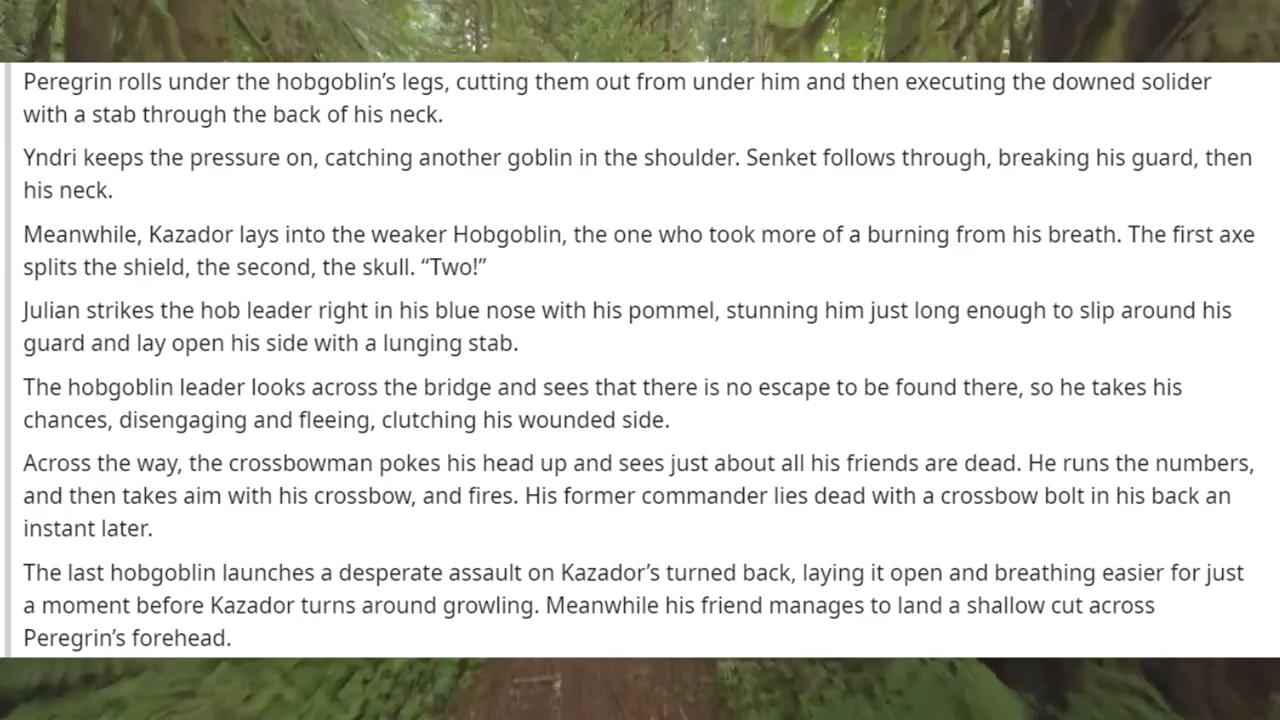 Peregrin rolls under the hobgoblin’s legs, cutting them out from under him and then executing the downed solider
with a stab through the back of his neck.
Yndri keeps the pressure on, catching another goblin in the shoulder. Senket follows through, breaking his guard, then
his neck.
Meanwhile, Kazador lays into the weaker Hobgoblin, the one who took more of a burning from his breath. The first axe
splits the shield, the second, the skull. “Two!”
Julian strikes the hob leader right in his blue nose with his pommel, stunning him just long enough to slip around his
guard and lay open his side with a lunging stab.
The hobgoblin leader looks across the bridge and sees that there is no escape to be found there, so he takes his
chances, disengaging and fleeing, clutching his wounded side.
Across the way, the crossbowman pokes his head up and sees just about all his friends are dead. He runs the numbers,
and then takes aim with his crossbow, and fires. His former commander lies dead with a crossbow bolt in his back an
instant later.
The last hobgoblin launches a desperate assault on Kazador’s turned back, laying it open and breathing easier for just
a moment before Kazador turns around growling. Meanwhile his friend manages to land a shallow cut across
Peregrin’s forehead.